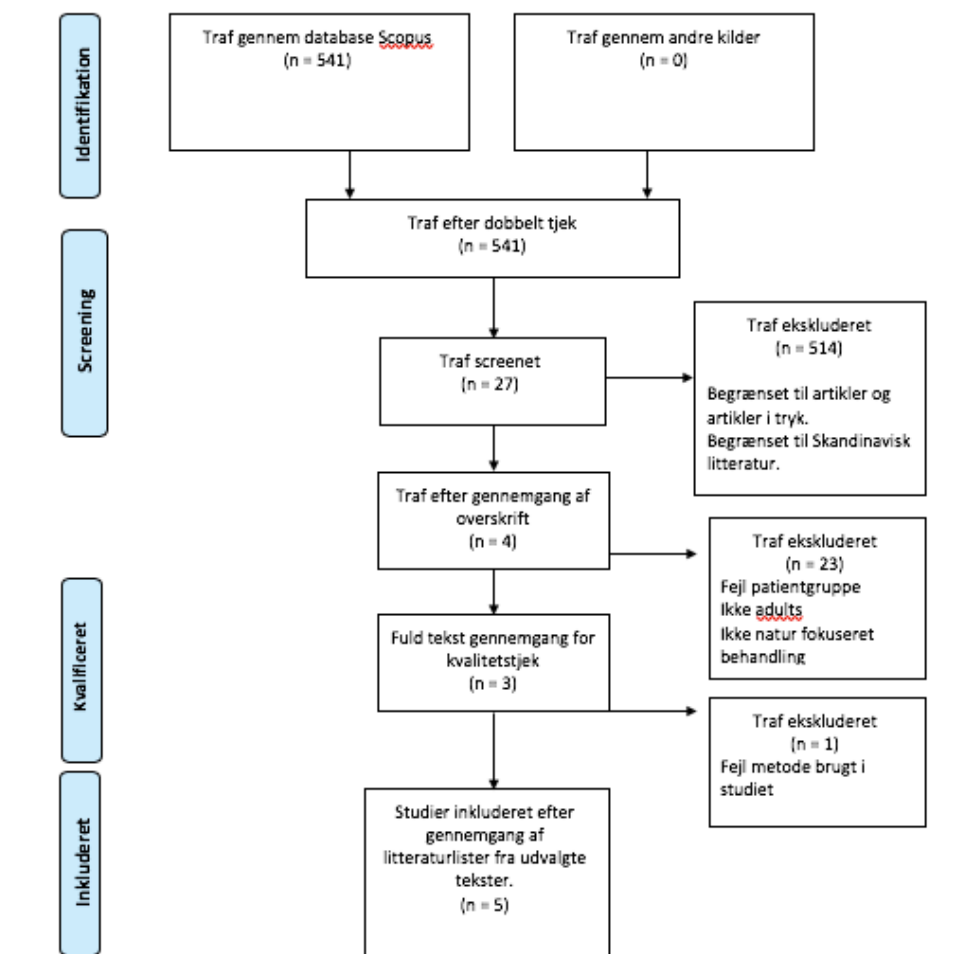 Identifikation
Traf gennem database Scopus
(n = 541)
Traf gennem andre kilder
(n = 0)
Traf efter dobbelt tjek
(n = 541)
Screening
Traf screenet
(n = 27)
Traf ekskluderet
(n = 514)
Begrænset til artikler og
artikler i tryk.
Begrænset til Skandinavisk
litteratur.
Traf efter gennemgang af
overskrift
(n = 4)
Traf ekskluderet
(n = 23)
Fejl patientgruppe
Ikke adults
Ikke natur fokuseret
behandling
Kvalificeret
Fuld tekst gennemgang for
kvalitetstjek
(n = 3)
Traf ekskluderet
(n = 1)
Fejl metode brugt i
studiet
Inkluderet
Studier inkluderet efter
gennemgang af
litteraturlister fra udvalgte
tekster.
(n = 5)